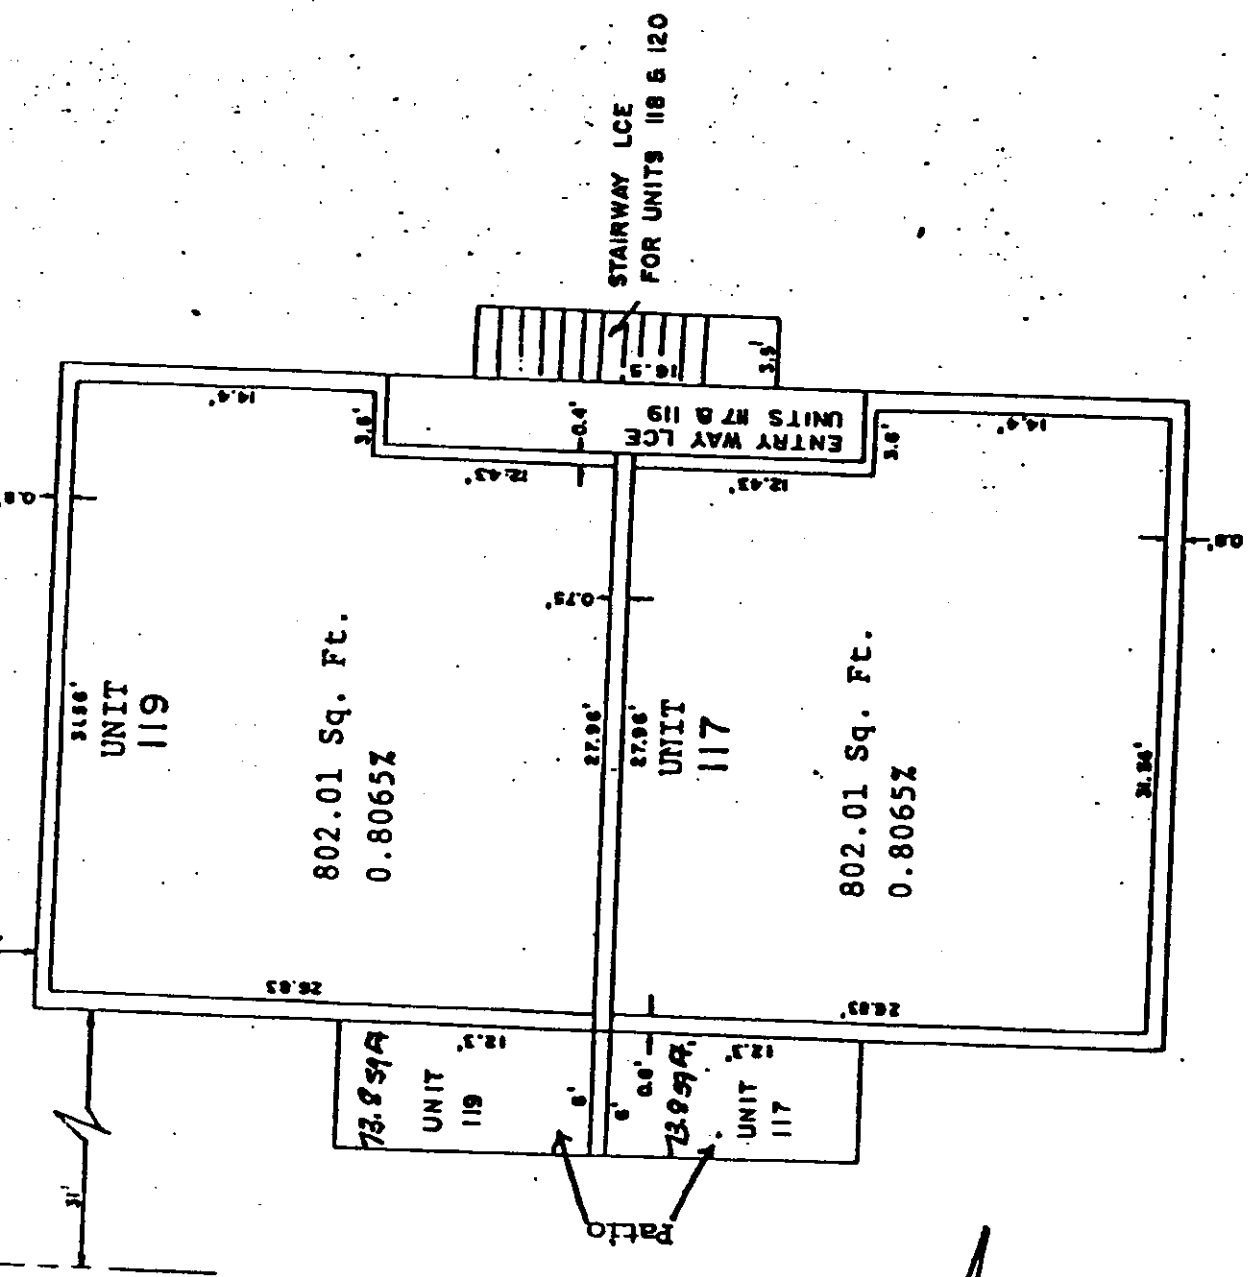 STAIRWAY LCE
FOR UNITS 118 & 120
16.5'
3.5'
ENTRY WAY LCE
UNITS 117 & 119
14.4'
3.6'
12.43'
0.4'
0.8'
31.56'
UNIT
119
802.01 Sq. Ft.
0.8065%
26.83
27.96'
0.75'
14.4'
3.6'
12.43'
0.8'
27.96'
UNIT
117
802.01 Sq. Ft.
0.8065%
26.83'
12.3'
73.8 sq ft
UNIT
119
6'
12.3'
0.8'
73.8 sq ft.
UNIT
117
6'
Patio
31'